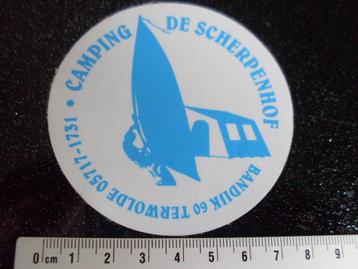 CAMPING DE SCHERPENHOF
BANDIJK 60 TERWOLDE 05717-1731 •
0 cm 1 2 3 4 5 6 7 8 9